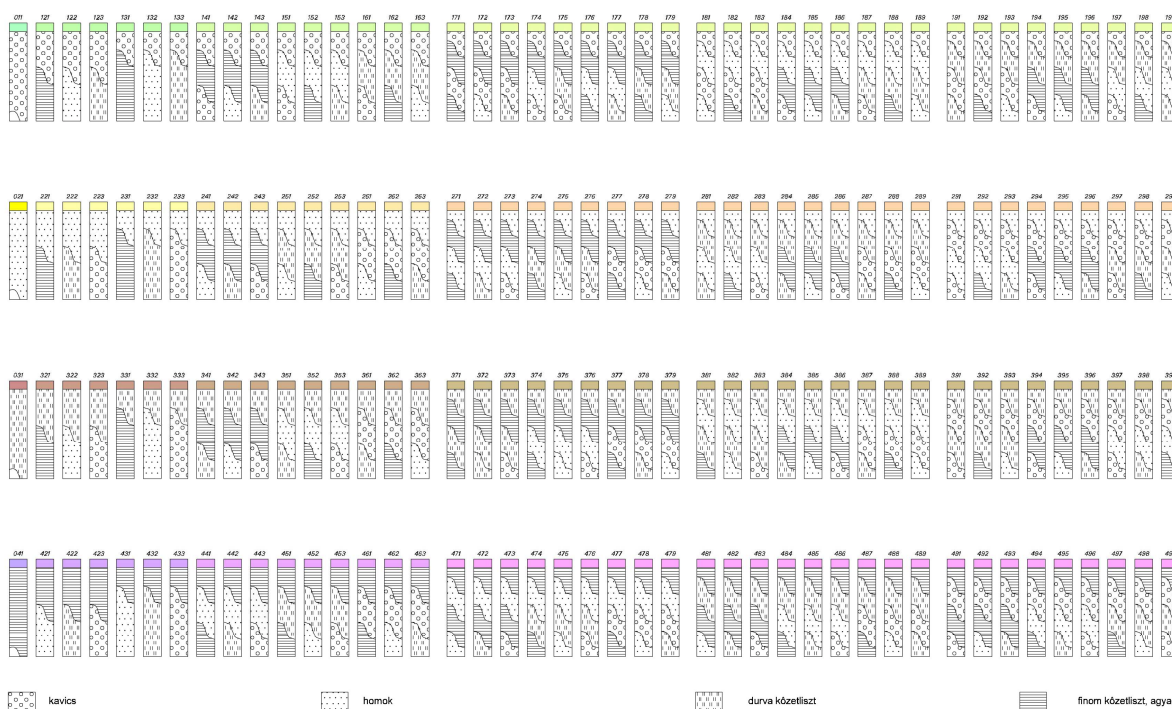 011 121 122 123 131 132 133 141 142 143 151 152 153 161 162 163 171 172 173 174 175 176 177 178 179 181 182 183 184 185 186 187 188 189 191 192 193 194 195 196 197 198
021 221 222 223 231 232 233 241 242 243 251 252 253 261 262 263 271 272 273 274 275 276 277 278 279 281 282 283 284 285 286 287 288 289 291 292 293 294 295 296 297 298
031 321 322 323 331 332 333 341 342 343 351 352 353 361 362 363 371 372 373 374 375 376 377 378 379 381 382 383 384 385 386 387 388 389 391 392 393 394 395 396 397 398
041 421 422 423 431 432 433 441 442 443 451 452 453 461 462 463 471 472 473 474 475 476 477 478 479 481 482 483 484 485 486 487 488 489 491 492 493 494 495 496 497 498
kavics homok durva kőzetliszt finom kőzetliszt, agya